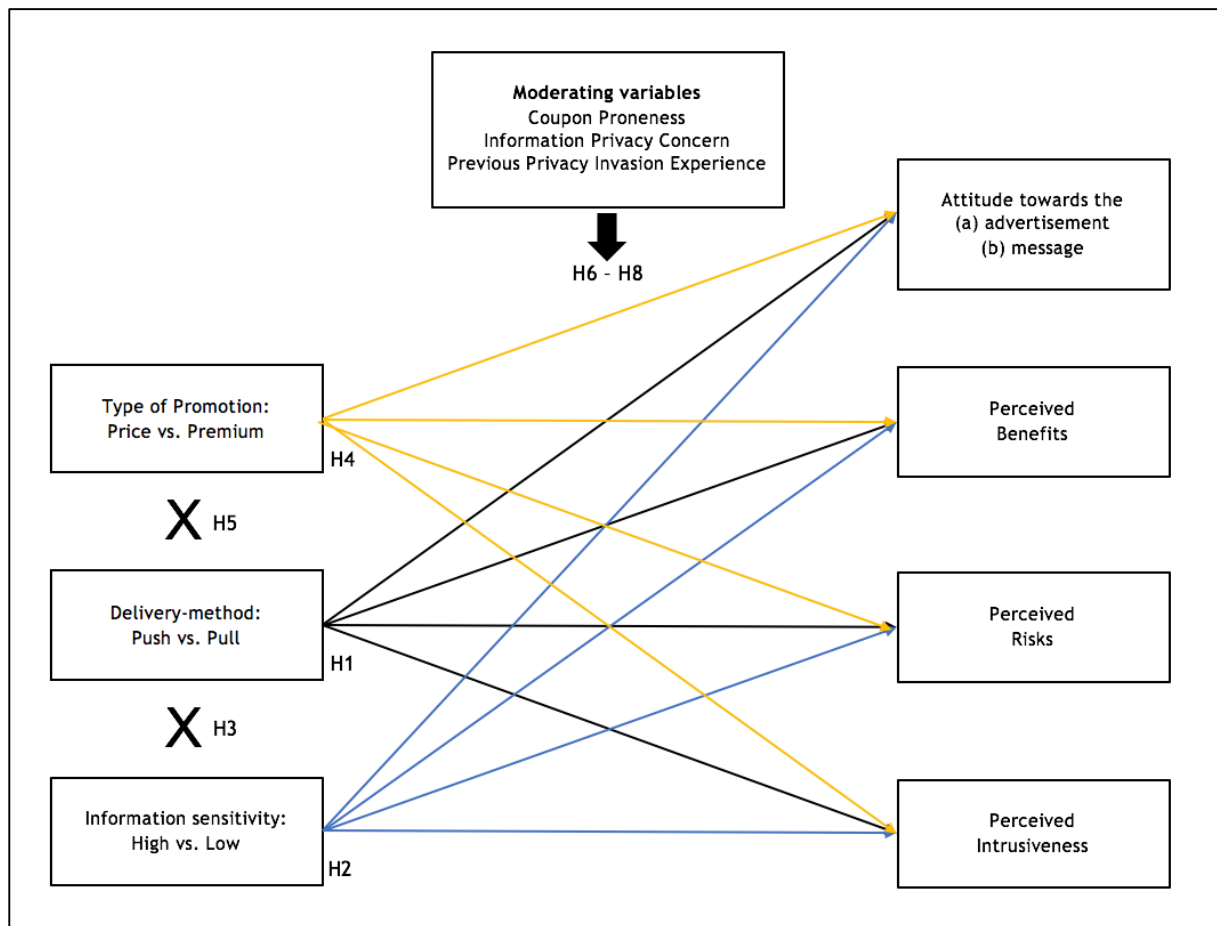 Moderating variables
Coupon Proneness
Information Privacy Concern
Previous Privacy Invasion Experience
H6 – H8
Attitude towards the
(a) advertisement
(b) message
Type of Promotion:
Price vs. Premium
H4
Perceived
Benefits
X H5
Delivery-method:
Push vs. Pull
H1
Perceived
Risks
X H3
Information sensitivity:
High vs. Low
H2
Perceived
Intrusiveness